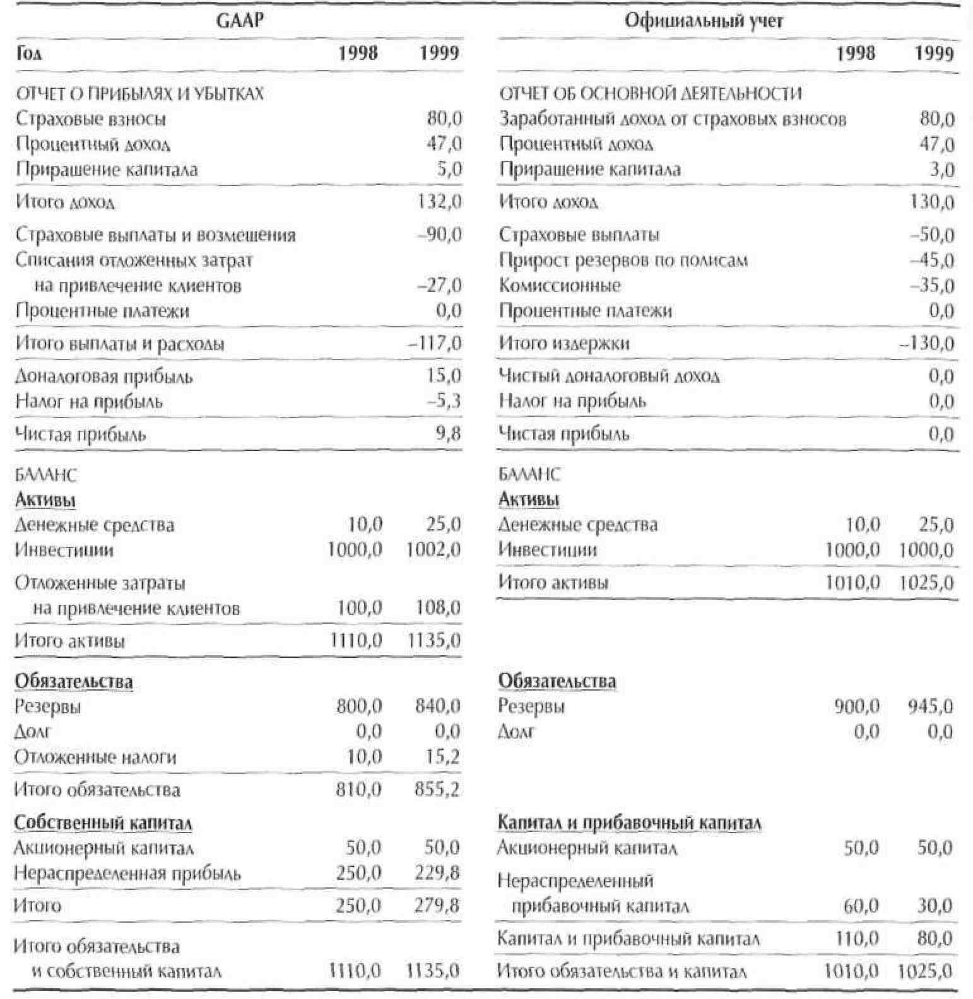 GAAP
Год 1998 1999
ОТЧЕТ О ПРИБЫЛЯХ И УБЫТКАХ
Страховые взносы 80,0
Процентный доход 47,0
Приращение капитала 5,0
Итого доход 132,0
Страховые выплаты и возмещения –90,0
Списания отложенных затрат
на привлечение клиентов –27,0
Процентные платежи 0,0
Итого выплаты и расходы –117,0
Доналоговая прибыль 15,0
Налог на прибыль –5,3
Чистая прибыль 9,8
БАЛАНС
Активы
Денежные средства 10,0 25,0
Инвестиции 1000,0 1002,0
Отложенные затраты
на привлечение клиентов 100,0 108,0
Итого активы 1110,0 1135,0
Обязательства
Резервы 800,0 840,0
Долг 0,0 0,0
Отложенные налоги 10,0 15,2
Итого обязательства 810,0 855,2
Собственный капитал
Акционерный капитал 50,0 50,0
Нераспределенная прибыль 250,0 229,8
Итого 250,0 279,8
Итого обязательства
и собственный капитал 1110,0 1135,0
Официальный учет
1998 1999
ОТЧЕТ ОБ ОСНОВНОЙ ДЕЯТЕЛЬНОСТИ
Заработанный доход от страховых взносов 80,0
Процентный доход 47,0
Приращение капитала 3,0
Итого доход 130,0
Страховые выплаты –50,0
Прирост резервов по полисам –45,0
Комиссионные –35,0
Процентные платежи 0,0
Итого издержки –130,0
Чистый доналоговый доход 0,0
Налог на прибыль 0,0
Чистая прибыль 0,0
БАЛАНС
Активы
Денежные средства 10,0 25,0
Инвестиции 1000,0 1000,0
Итого активы 1010,0 1025,0
Обязательства
Резервы 900,0 945,0
Долг 0,0 0,0
Капитал и прибавочный капитал
Акционерный капитал 50,0 50,0
Нераспределенный
прибавочный капитал 60,0 30,0
Капитал и прибавочный капитал 110,0 80,0
Итого обязательства и капитал 1010,0 1025,0